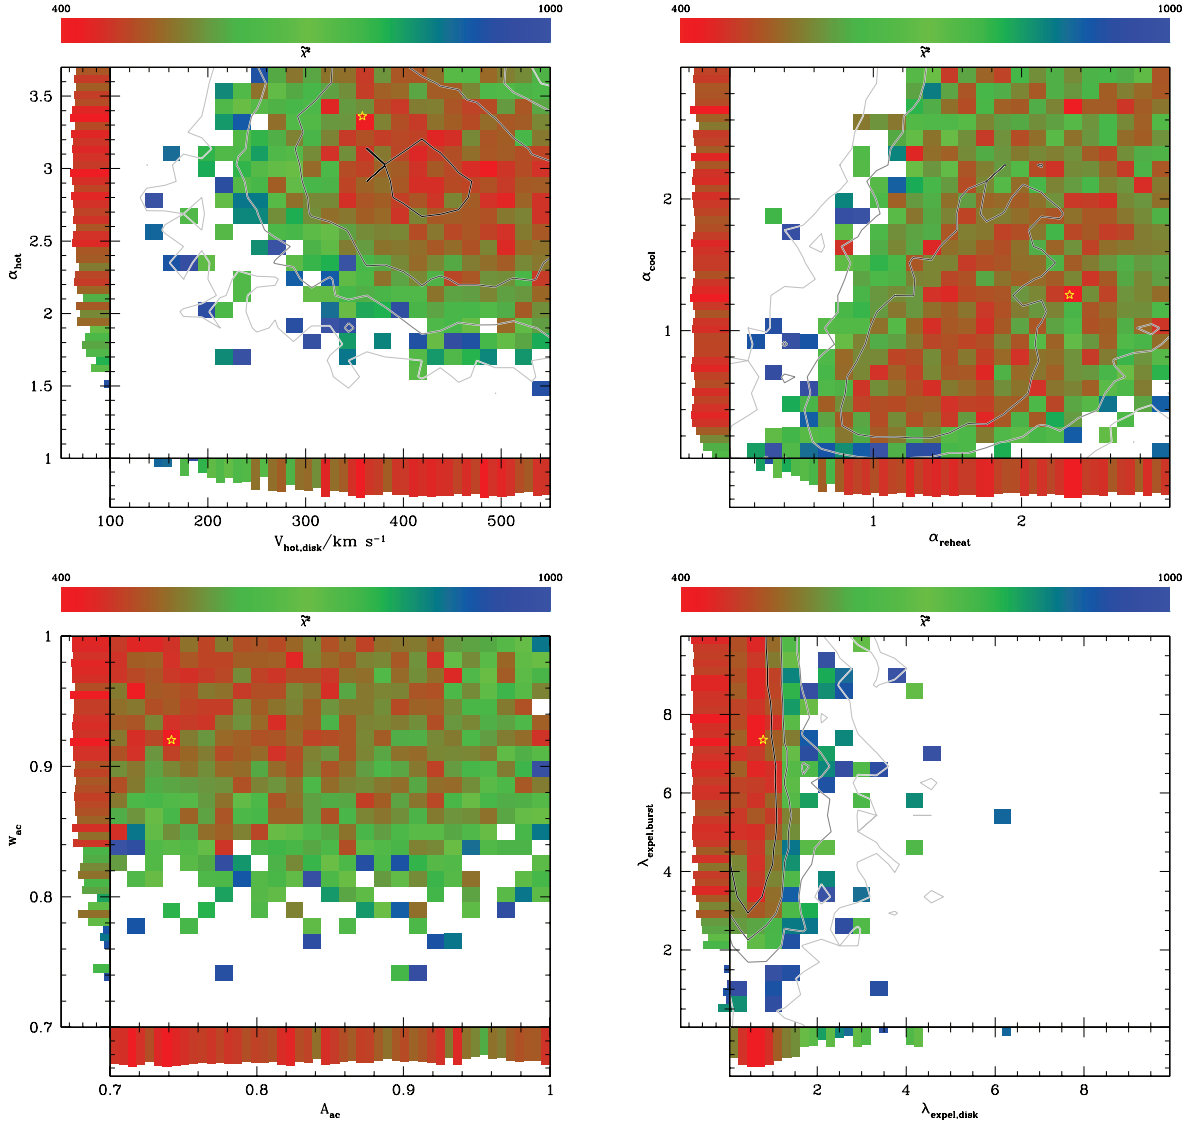 400 1000
χ̃²
3.5
3
2.5
2
1.5
1
α_hot
100 200 300 400 500
V_hot,disk/km s⁻¹
400 1000
χ̃²
2
1
α_cool
1 2
α_reheat
400 1000
χ̃²
1
0.9
0.8
0.7
w_ac
0.7 0.8 0.9 1
A_ac
400 1000
χ̃²
8
6
4
2
λ_expel,burst
2 4 6 8
λ_expel,disk